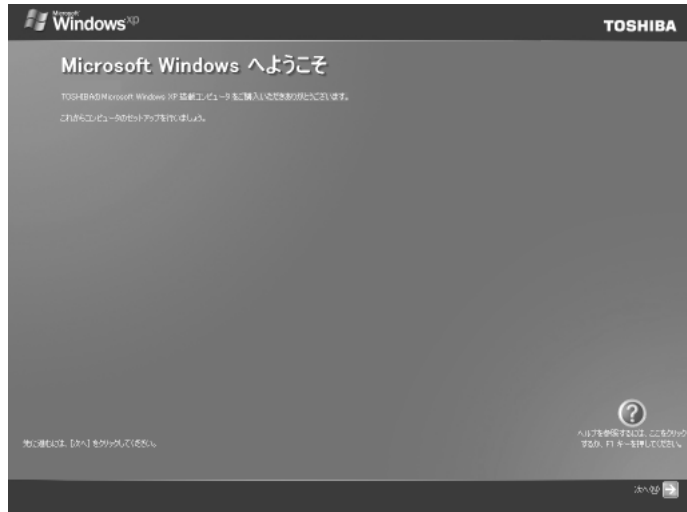 Microsoft
Windows xp
TOSHIBA
Microsoft Windows へようこそ
TOSHIBAのMicrosoft Windows XP 搭載コンピュータをご購入いただきありがとうございます。
これからコンピュータのセットアップを行いましょう。
先に進むには、[次へ] をクリックしてください。
?
ヘルプを参照するには、ここをクリック
するか、F1 キーを押してください。
次へ(N)